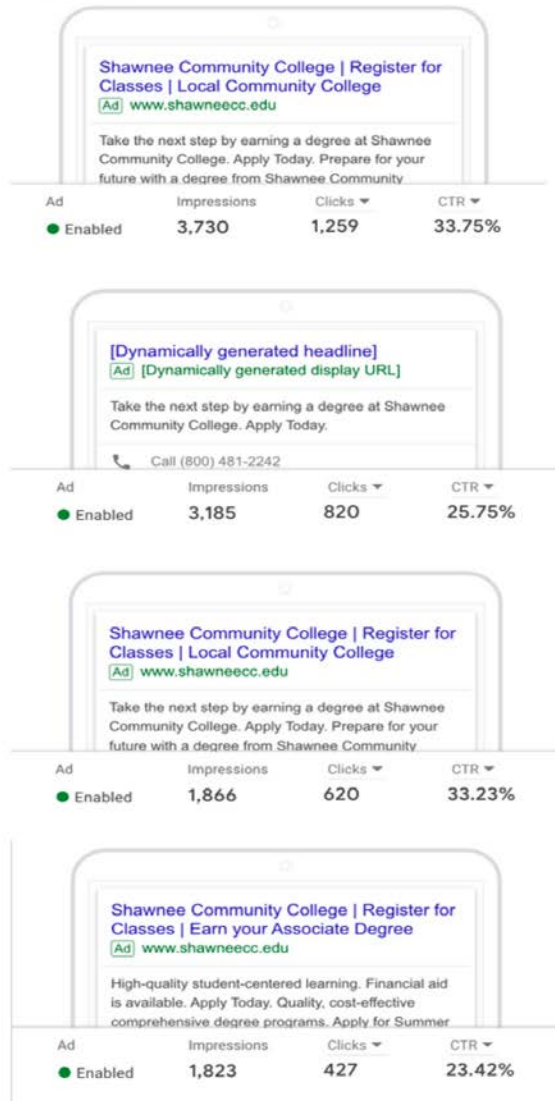 Shawnee Community College | Register for
Classes | Local Community College
Ad www.shawneecc.edu
Take the next step by earning a degree at Shawnee
Community College. Apply Today. Prepare for your
future with a degree from Shawnee Community
Ad Impressions Clicks CTR
Enabled 3,730 1,259 33.75%
[Dynamically generated headline]
Ad [Dynamically generated display URL]
Take the next step by earning a degree at Shawnee
Community College. Apply Today.
Call (800) 481-2242
Ad Impressions Clicks CTR
Enabled 3,185 820 25.75%
Shawnee Community College | Register for
Classes | Local Community College
Ad www.shawneecc.edu
Take the next step by earning a degree at Shawnee
Community College. Apply Today. Prepare for your
future with a degree from Shawnee Community
Ad Impressions Clicks CTR
Enabled 1,866 620 33.23%
Shawnee Community College | Register for
Classes | Earn your Associate Degree
Ad www.shawneecc.edu
High-quality student-centered learning. Financial aid
is available. Apply Today. Quality, cost-effective
comprehensive degree programs. Apply for Summer
Ad Impressions Clicks CTR
Enabled 1,823 427 23.42%